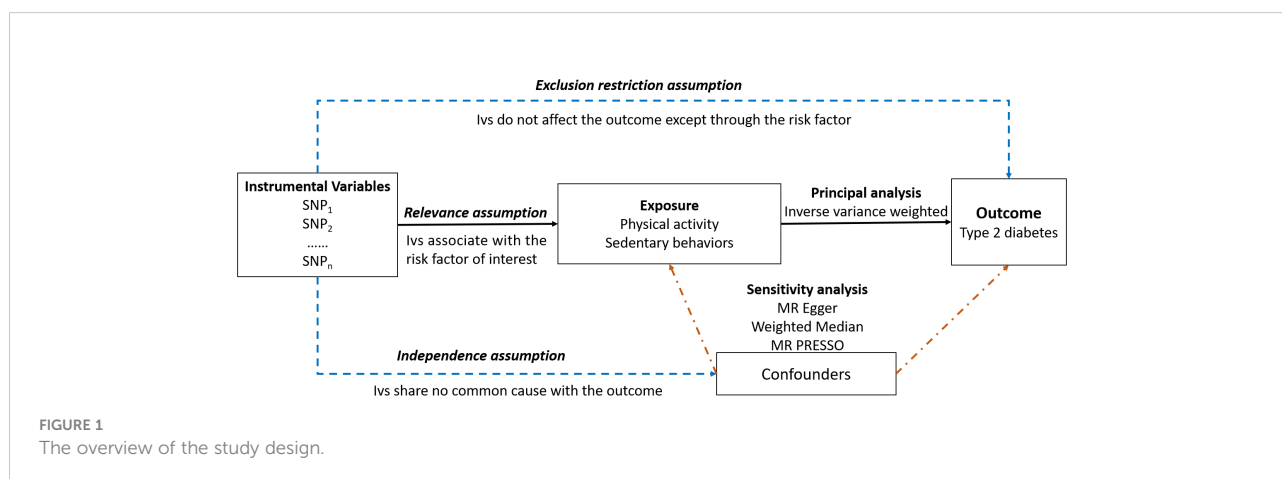 Exclusion restriction assumption
Ivs do not affect the outcome except through the risk factor
Instrumental Variables
SNP₁
SNP₂
......
SNPₙ
Relevance assumption
Ivs associate with the
risk factor of interest
Exposure
Physical activity
Sedentary behaviors
Principal analysis
Inverse variance weighted
Outcome
Type 2 diabetes
Sensitivity analysis
MR Egger
Weighted Median
MR PRESSO
Independence assumption
Ivs share no common cause with the outcome
Confounders
FIGURE 1
The overview of the study design.